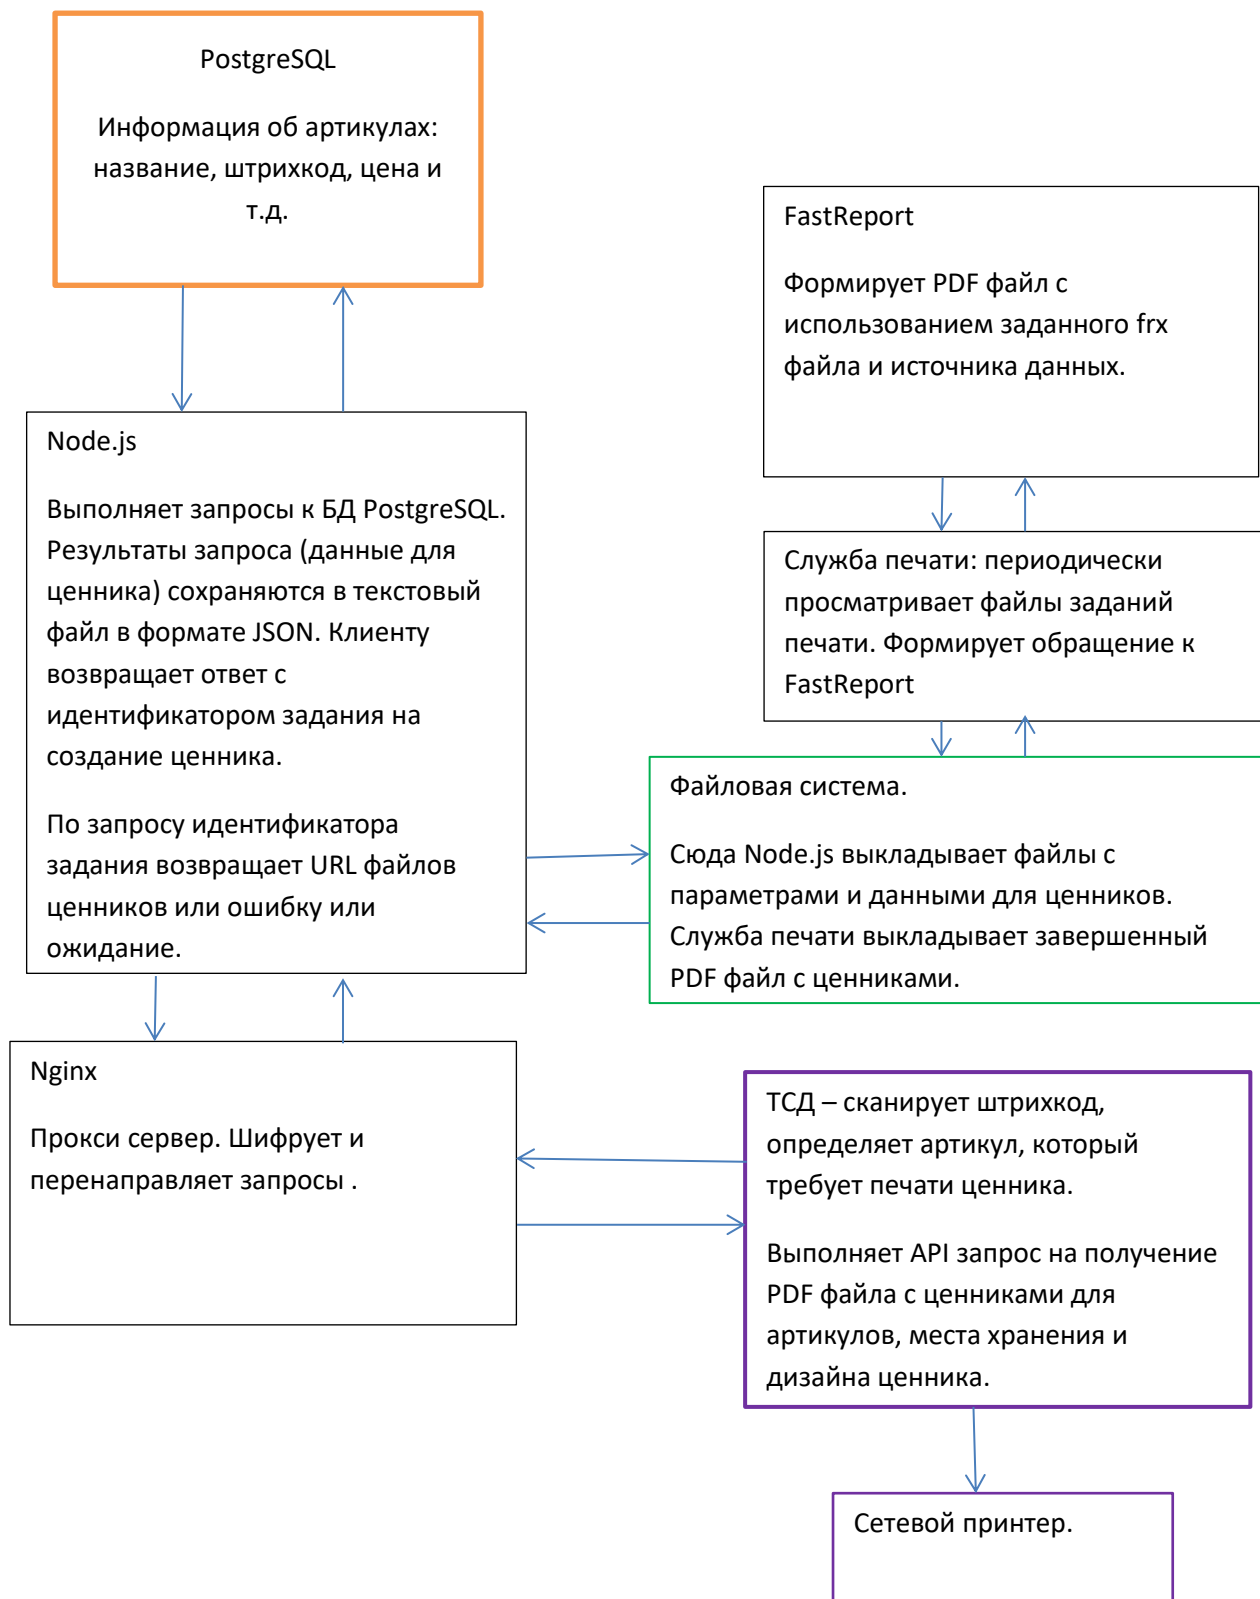 PostgreSQL
Информация об артикулах:
название, штрихкод, цена и
т.д.
FastReport
Формирует PDF файл с
использованием заданного frx
файла и источника данных.
Node.js
Выполняет запросы к БД PostgreSQL.
Результаты запроса (данные для
ценника) сохраняются в текстовый
файл в формате JSON. Клиенту
возвращает ответ с
идентификатором задания на
создание ценника.
По запросу идентификатора
задания возвращает URL файлов
ценников или ошибку или
ожидание.
Служба печати: периодически
просматривает файлы заданий
печати. Формирует обращение к
FastReport
Файловая система.
Сюда Node.js выкладывает файлы с
параметрами и данными для ценников.
Служба печати выкладывает завершенный
PDF файл с ценниками.
Nginx
Прокси сервер. Шифрует и
перенаправляет запросы .
ТСД – сканирует штрихкод,
определяет артикул, который
требует печати ценника.
Выполняет API запрос на получение
PDF файла с ценниками для
артикулов, места хранения и
дизайна ценника.
Сетевой принтер.